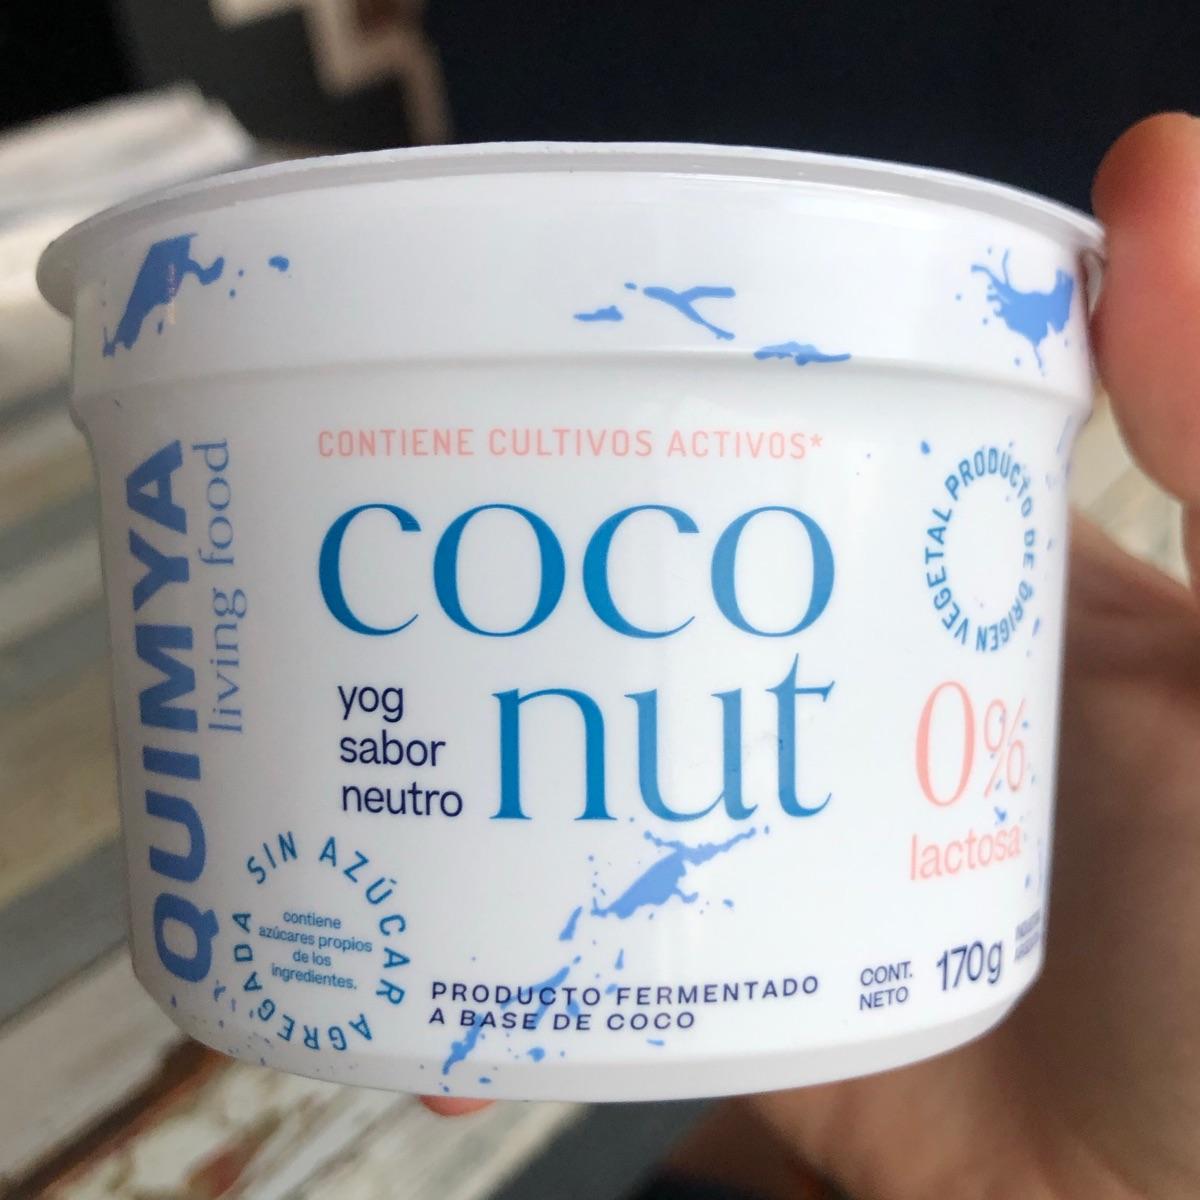 CONTIENE CULTIVOS ACTIVOS*
QUIMYA
living food
coco
nut
yog
sabor
neutro
PRODUCTO DE ORIGEN VEGETAL
0%
lactosa
SIN AZÚCAR AGREGADA
contiene
azúcares propios
de los
ingredientes.
PRODUCTO FERMENTADO
A BASE DE COCO
CONT.
NETO
170g